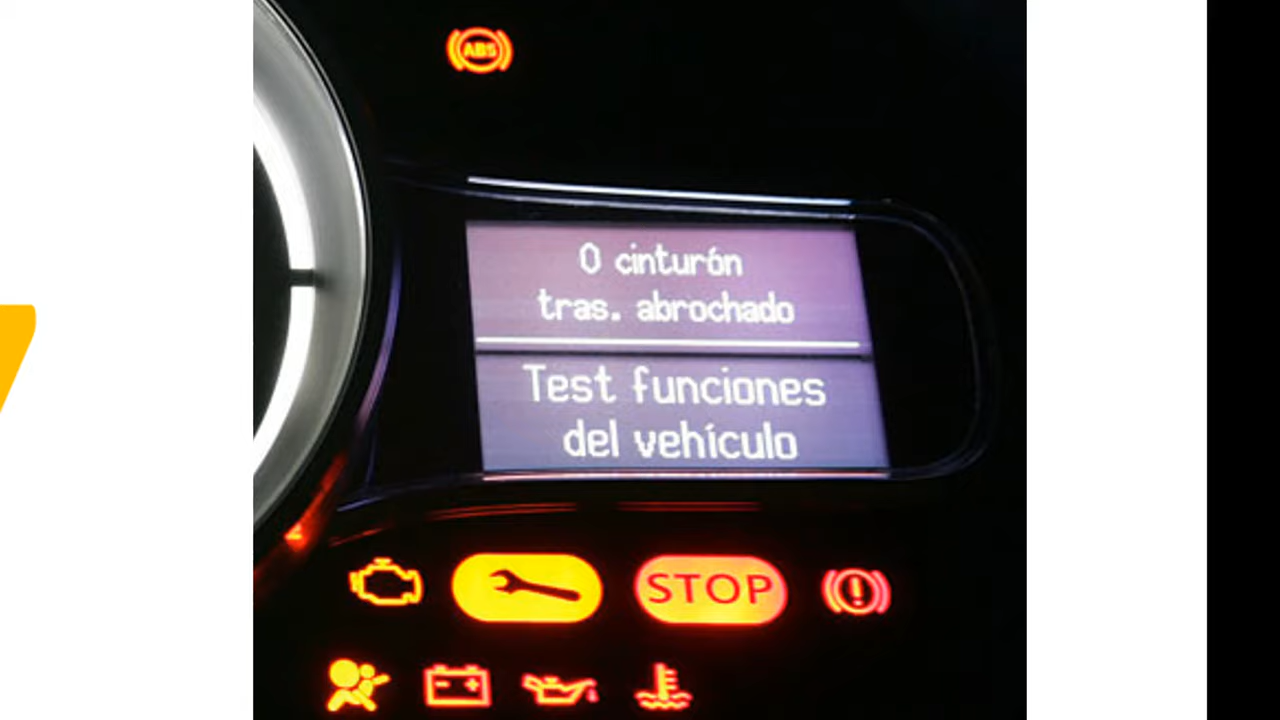 ABS
0 cinturón
tras. abrochado
Test funciones
del vehículo
STOP